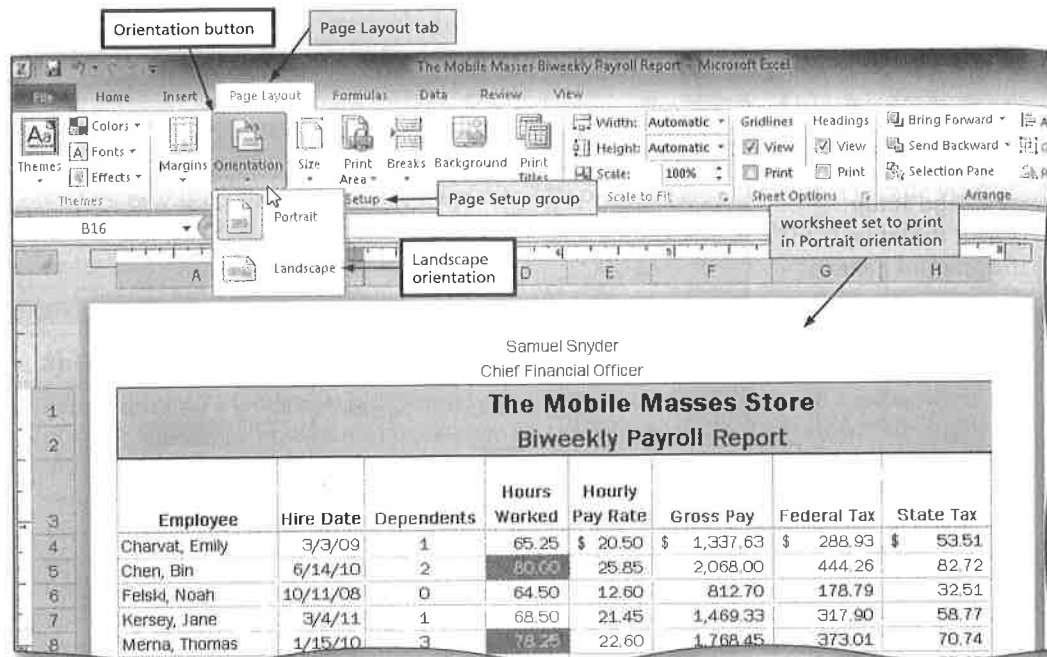 Orientation button
Page Layout tab
The Mobile Masses Biweekly Payroll Report - Microsoft Excel
File Home Insert Page Layout Formulas Data Review View
Colors
Fonts
Effects
Themes
Margins
Orientation
Size
Print Area
Breaks
Background
Print Titles
Width: Automatic
Height: Automatic
Scale: 100%
Gridlines
View
Print
Headings
View
Print
Bring Forward
Send Backward
Selection Pane
Themes
Setup
Page Setup group
Scale to Fit
Sheet Options
Arrange
Portrait
Landscape
Landscape orientation
worksheet set to print
in Portrait orientation
B16
A D E F G H
Samuel Snyder
Chief Financial Officer
1 The Mobile Masses Store
2 Biweekly Payroll Report
3 Employee Hire Date Dependents Hours Worked Hourly Pay Rate Gross Pay Federal Tax State Tax
4 Charvat, Emily 3/3/09 1 65.25 $ 20.50 $ 1,337.63 $ 288.93 $ 53.51
5 Chen, Bin 6/14/10 2 80.00 25.85 2,068.00 444.26 82.72
6 Felski, Noah 10/11/08 0 64.50 12.60 812.70 178.79 32.51
7 Kersey, Jane 3/4/11 1 68.50 21.45 1,469.33 317.90 58.77
8 Merna, Thomas 1/15/10 3 78.25 22.60 1,768.45 373.01 70.74